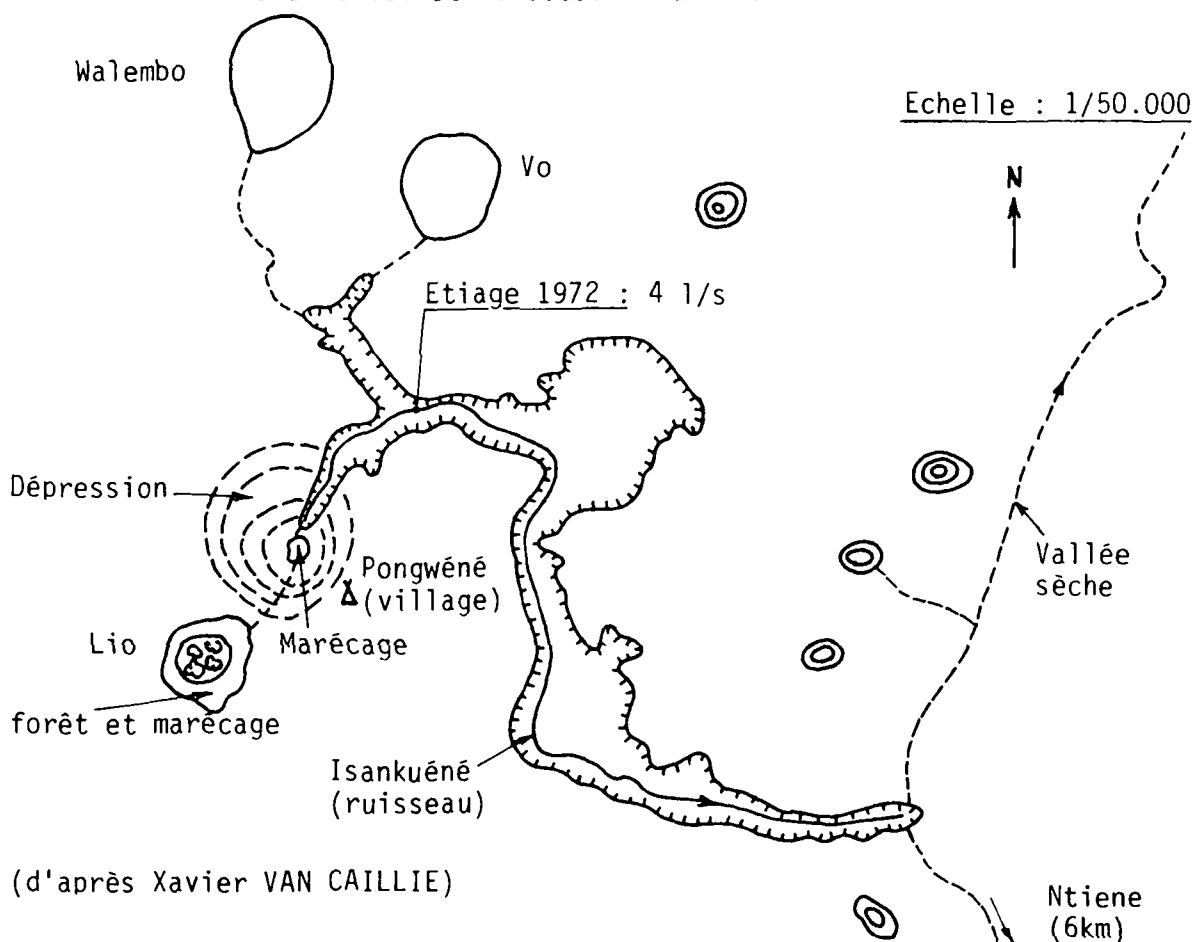 Walembo
Echelle : 1/50.000
Vo
N
Etiage 1972 : 4 l/s
Dépression
Pongwéné
(village)
Vallée
sèche
Lio
Marécage
forêt et marécage
Isankuéné
(ruisseau)
(d'après Xavier VAN CAILLIE)
Ntiene
(6km)